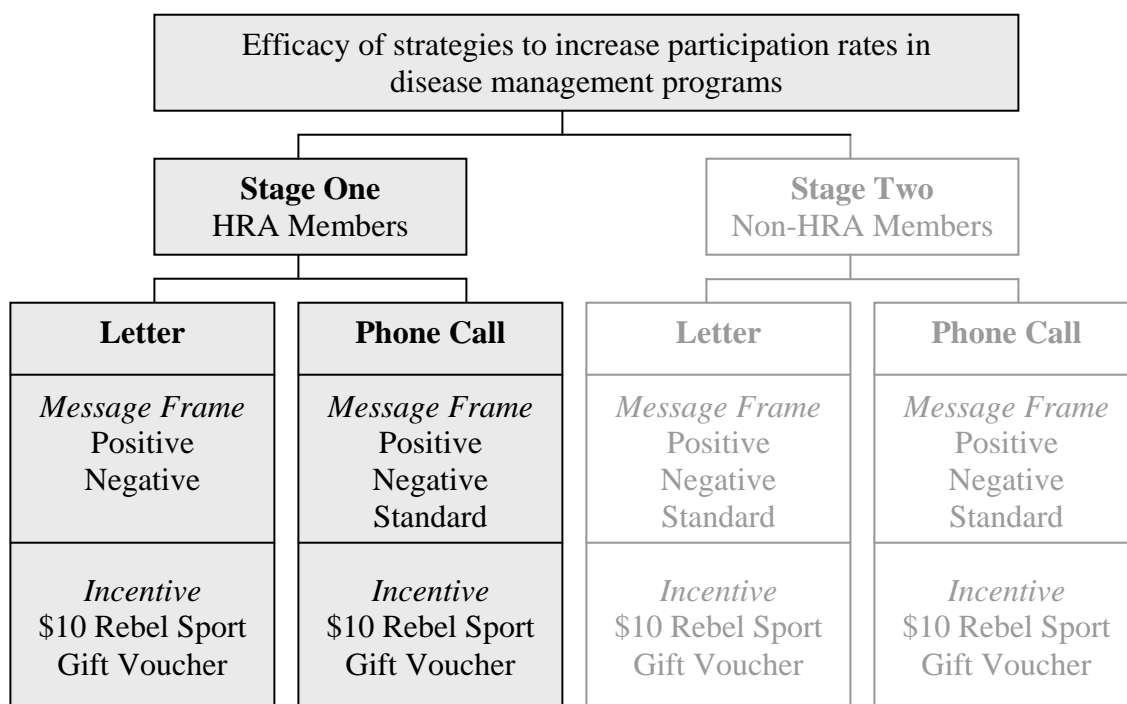 Efficacy of strategies to increase participation rates in
disease management programs
Stage One
HRA Members
Stage Two
Non-HRA Members
Letter
Message Frame
Positive
Negative
Incentive
$10 Rebel Sport
Gift Voucher
Phone Call
Message Frame
Positive
Negative
Standard
Incentive
$10 Rebel Sport
Gift Voucher
Letter
Message Frame
Positive
Negative
Standard
Incentive
$10 Rebel Sport
Gift Voucher
Phone Call
Message Frame
Positive
Negative
Standard
Incentive
$10 Rebel Sport
Gift Voucher